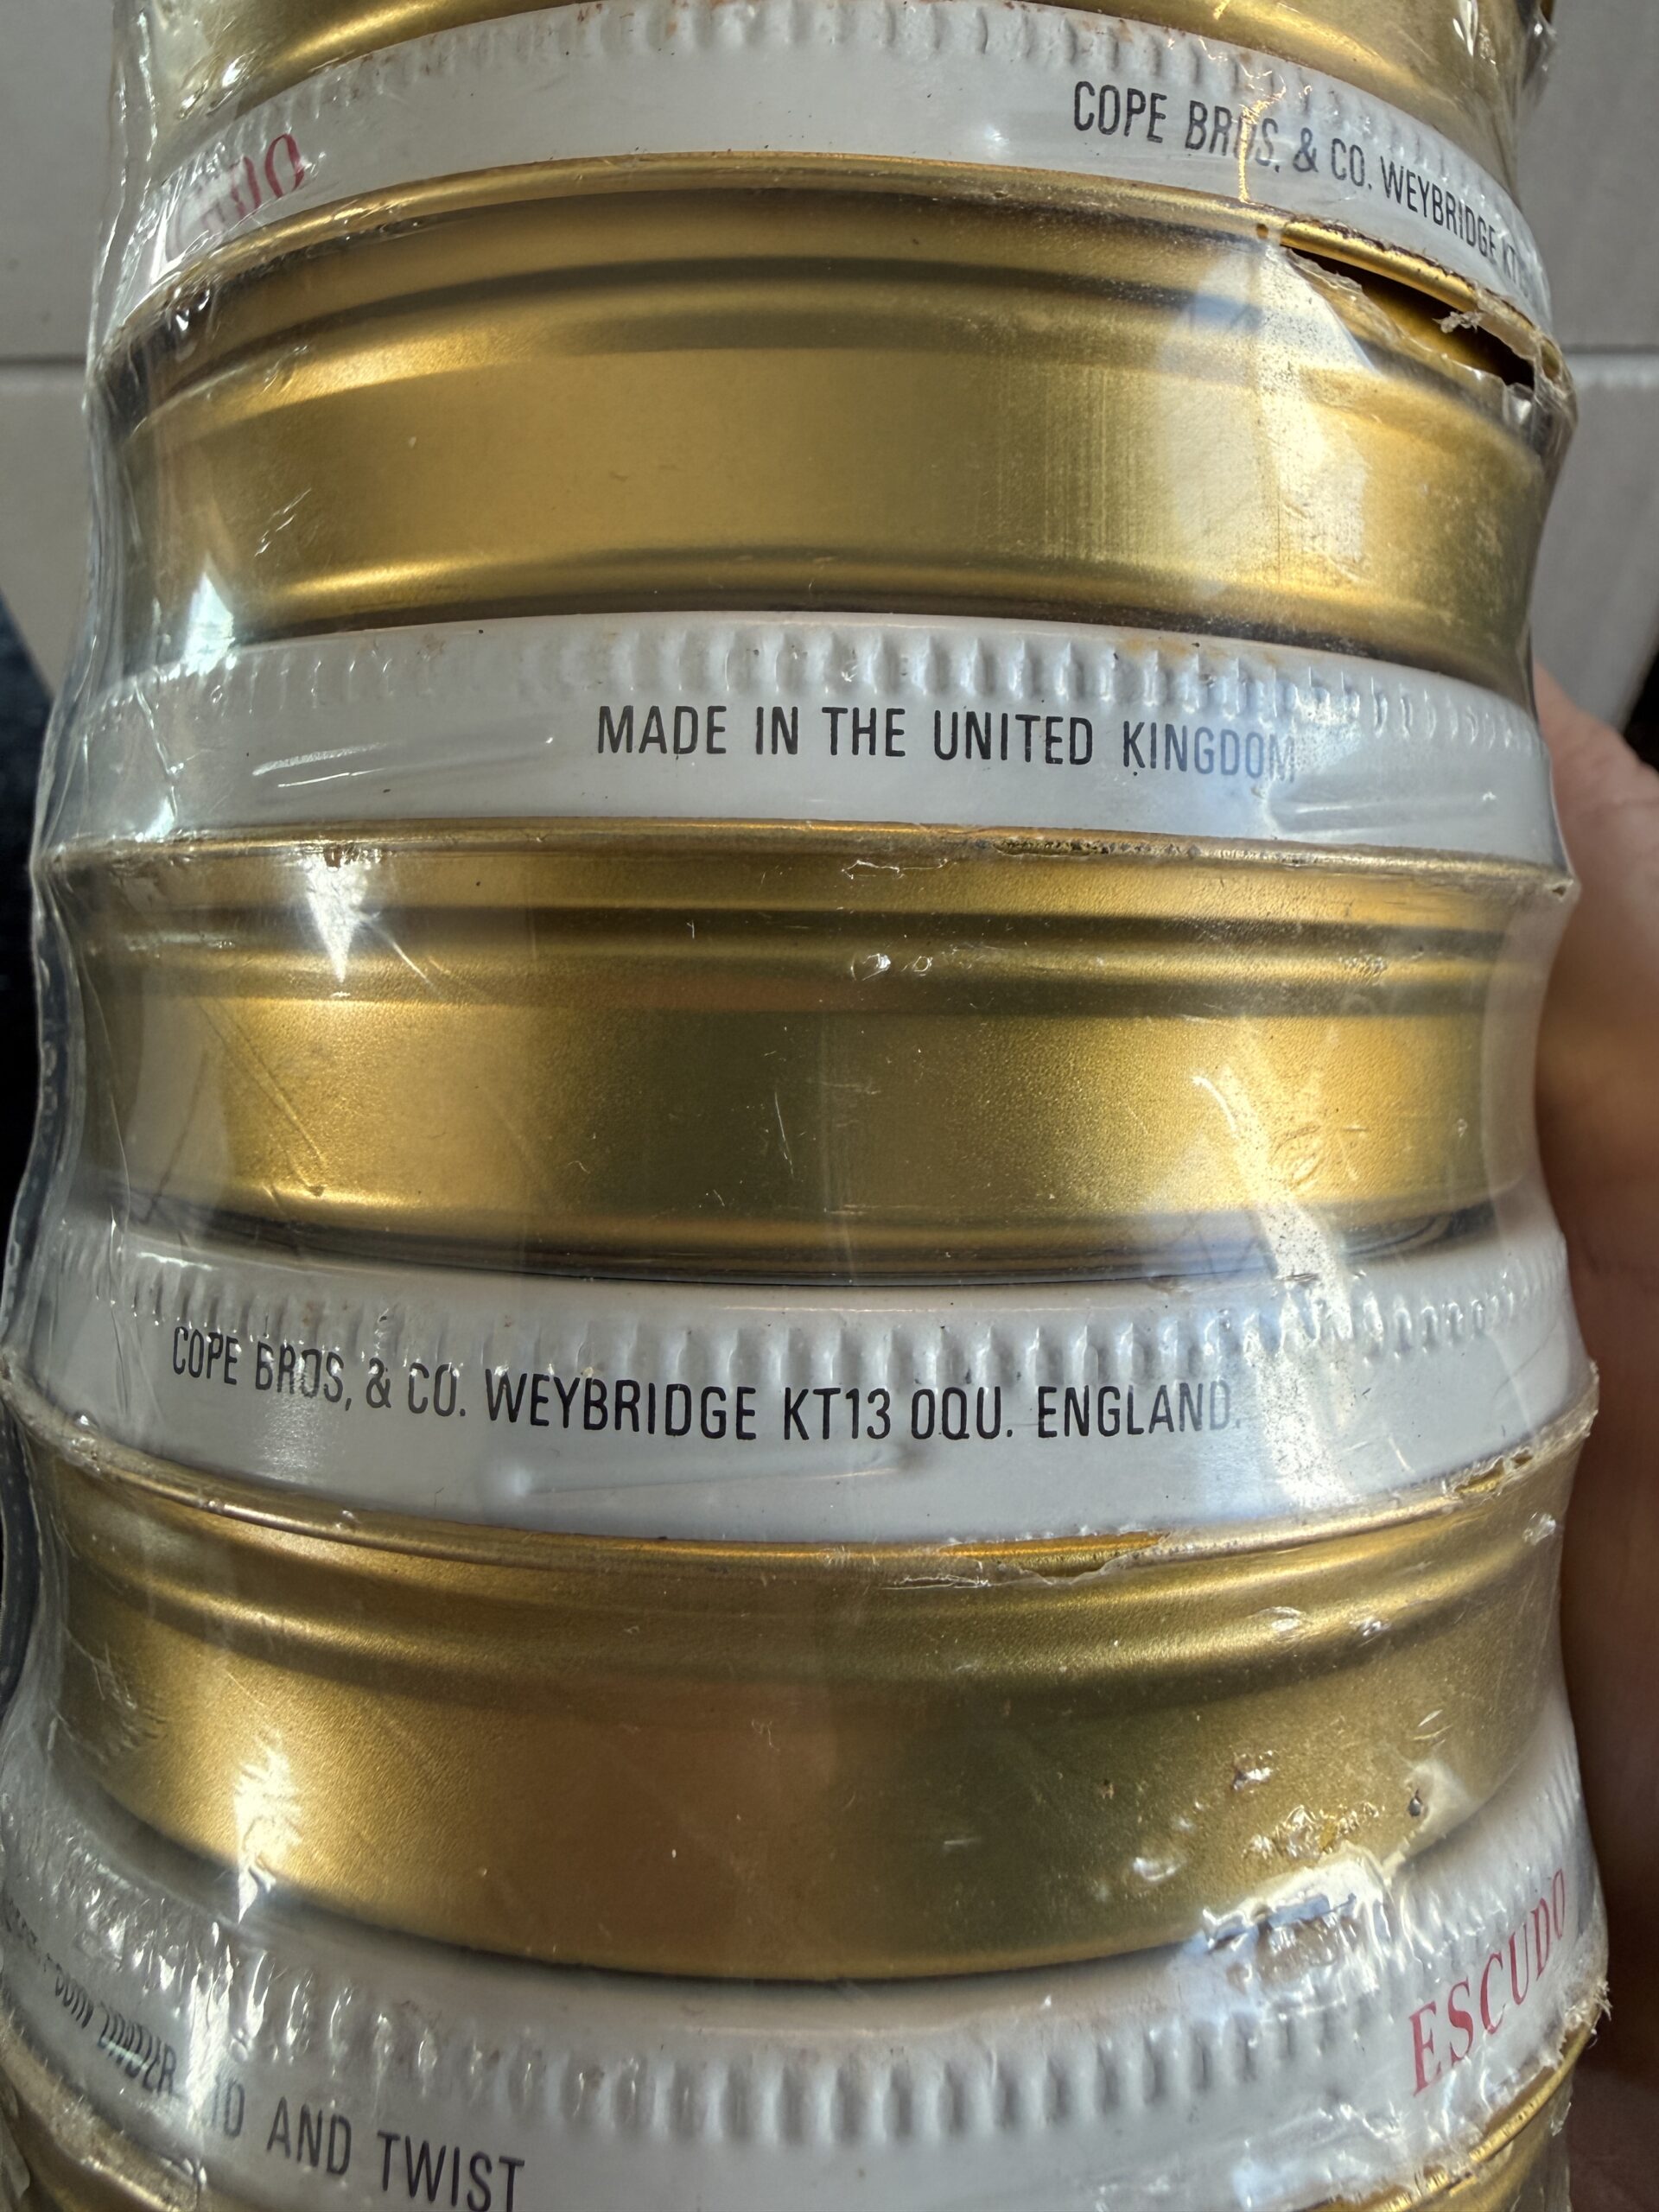 COPE BROS. & CO. WEYBRIDGE
MADE IN THE UNITED KINGDOM
COPE BROS. & CO. WEYBRIDGE KT13 0QU. ENGLAND.
ESCUDO
AND TWIST